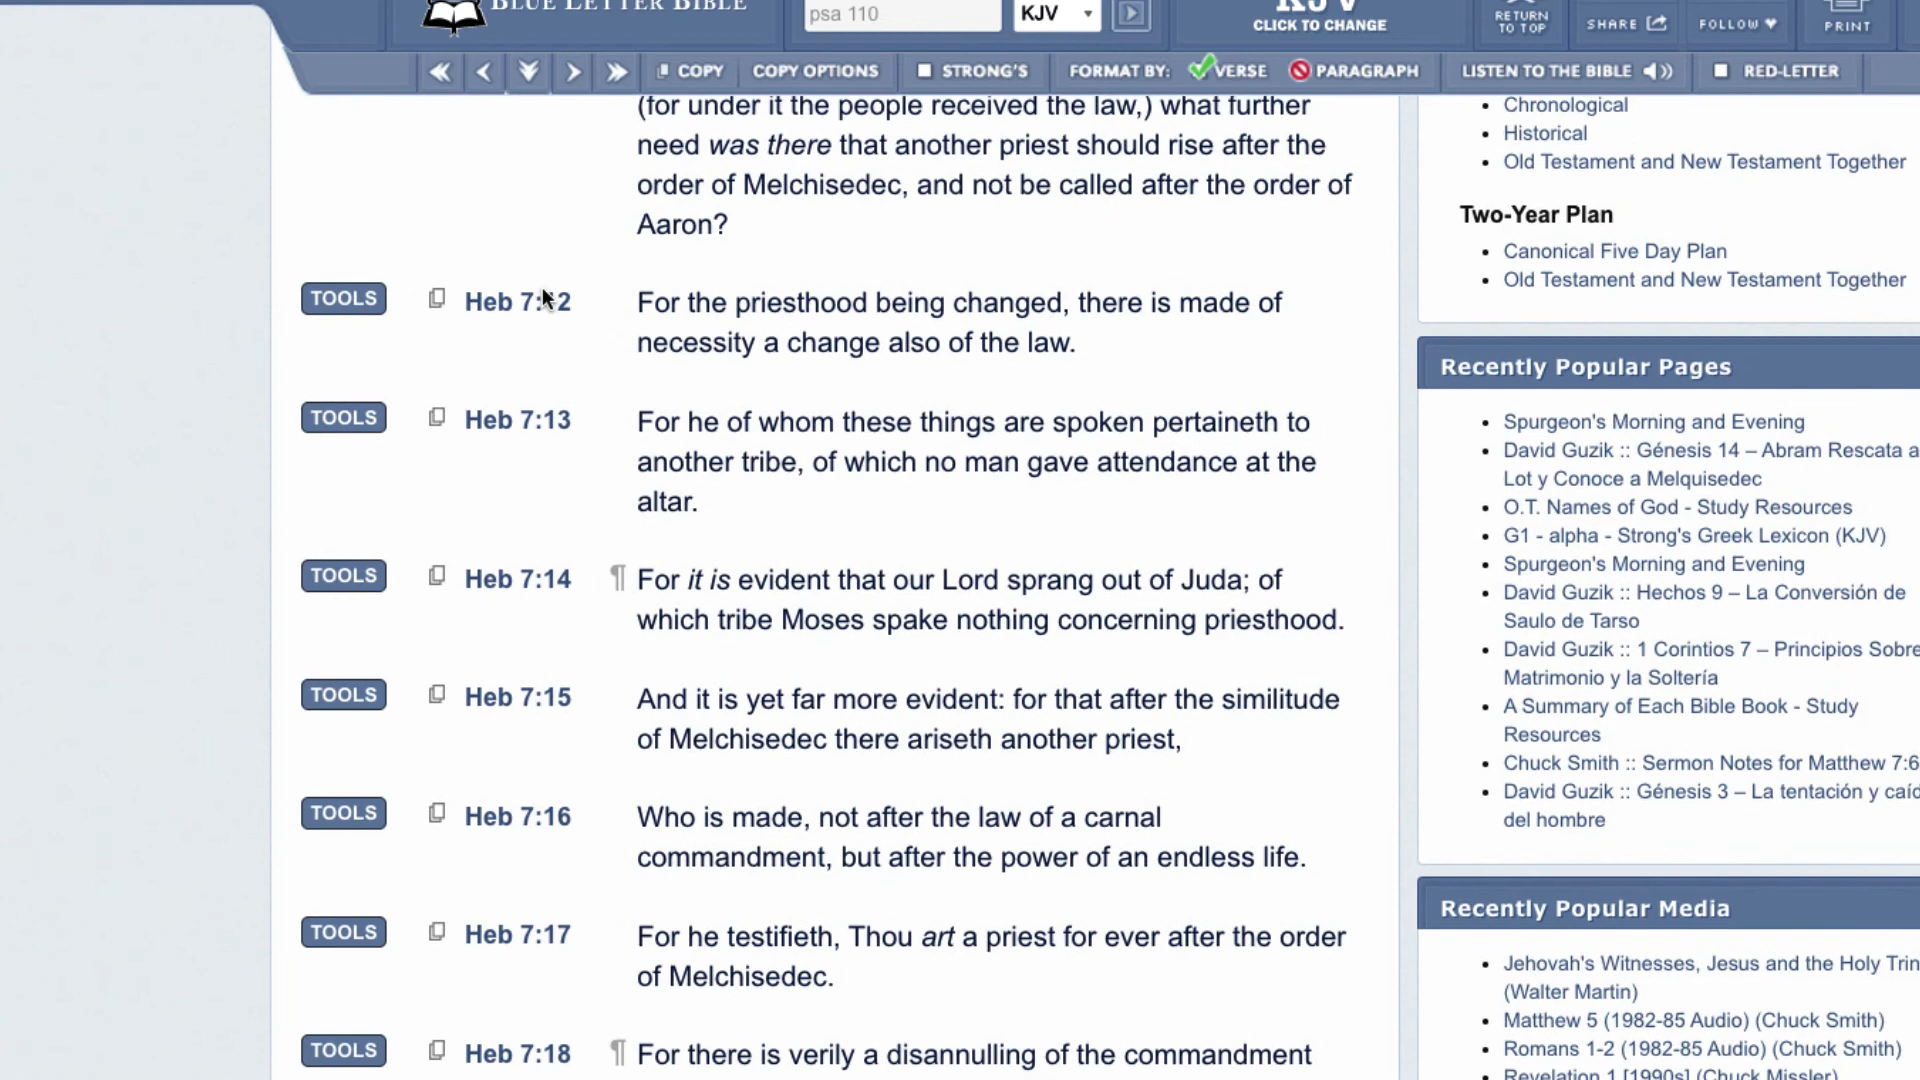 BLUE LETTER BIBLE
psa 110
KJV
KJV
CLICK TO CHANGE
RETURN
TO TOP
SHARE
FOLLOW
PRINT
COPY
COPY OPTIONS
STRONG'S
FORMAT BY:
VERSE
PARAGRAPH
LISTEN TO THE BIBLE
RED-LETTER
(for under it the people received the law,) what further
need was there that another priest should rise after the
order of Melchisedec, and not be called after the order of
Aaron?
TOOLS
Heb 7:12
For the priesthood being changed, there is made of
necessity a change also of the law.
TOOLS
Heb 7:13
For he of whom these things are spoken pertaineth to
another tribe, of which no man gave attendance at the
altar.
TOOLS
Heb 7:14
¶ For it is evident that our Lord sprang out of Juda; of
which tribe Moses spake nothing concerning priesthood.
TOOLS
Heb 7:15
And it is yet far more evident: for that after the similitude
of Melchisedec there ariseth another priest,
TOOLS
Heb 7:16
Who is made, not after the law of a carnal
commandment, but after the power of an endless life.
TOOLS
Heb 7:17
For he testifieth, Thou art a priest for ever after the order
of Melchisedec.
TOOLS
Heb 7:18
¶ For there is verily a disannulling of the commandment
Chronological
Historical
Old Testament and New Testament Together
Two-Year Plan
Canonical Five Day Plan
Old Testament and New Testament Together
Recently Popular Pages
Spurgeon's Morning and Evening
David Guzik :: Génesis 14 – Abram Rescata a
Lot y Conoce a Melquisedec
O.T. Names of God - Study Resources
G1 - alpha - Strong's Greek Lexicon (KJV)
Spurgeon's Morning and Evening
David Guzik :: Hechos 9 – La Conversión de
Saulo de Tarso
David Guzik :: 1 Corintios 7 – Principios Sobre
Matrimonio y la Soltería
A Summary of Each Bible Book - Study
Resources
Chuck Smith :: Sermon Notes for Matthew 7:6
David Guzik :: Génesis 3 – La tentación y caíd
del hombre
Recently Popular Media
Jehovah's Witnesses, Jesus and the Holy Trin
(Walter Martin)
Matthew 5 (1982-85 Audio) (Chuck Smith)
Romans 1-2 (1982-85 Audio) (Chuck Smith)
Revelation 1 [1990s] (Chuck Missler)